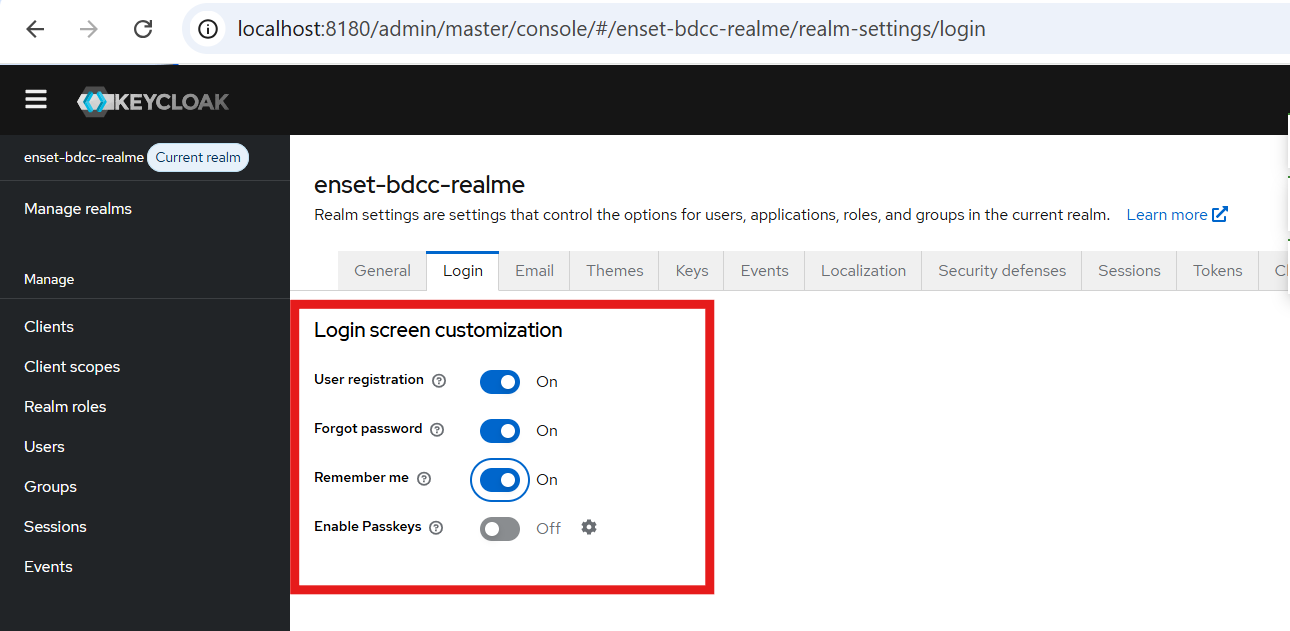 localhost:8180/admin/master/console/#/enset-bdcc-realme/realm-settings/login
KEYCLOAK
enset-bdcc-realme Current realm
Manage realms
Manage
Clients
Client scopes
Realm roles
Users
Groups
Sessions
Events
enset-bdcc-realme
Realm settings are settings that control the options for users, applications, roles, and groups in the current realm. Learn more
General Login Email Themes Keys Events Localization Security defenses Sessions Tokens
Login screen customization
User registration On
Forgot password On
Remember me On
Enable Passkeys Off